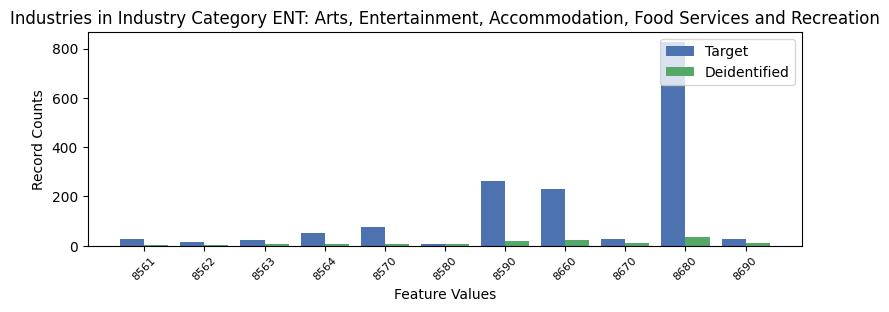 Industries in Industry Category ENT: Arts, Entertainment, Accommodation, Food Services and Recreation
Target
Deidentified
Record Counts
800
600
400
200
0
8561 8562 8563 8564 8570 8580 8590 8660 8670 8680 8690
Feature Values